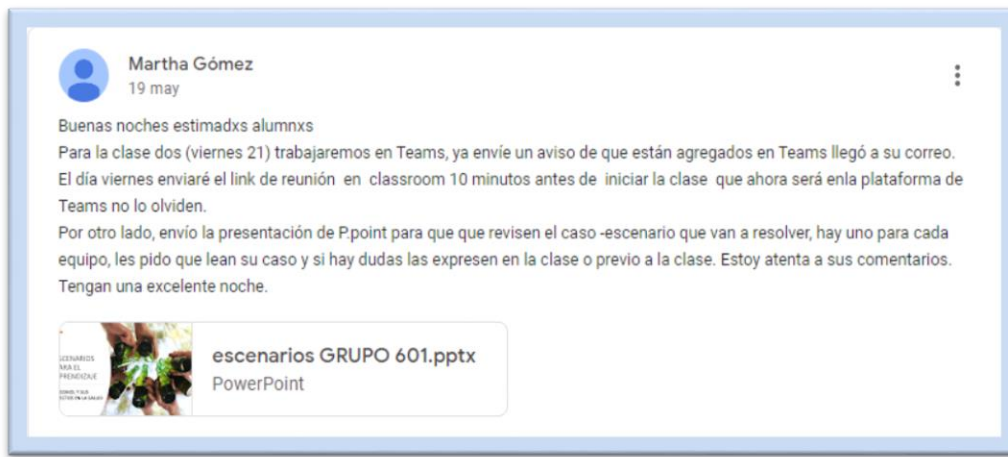 Martha Gómez
19 may
Buenas noches estimadxs alumnxs
Para la clase dos (viernes 21) trabajaremos en Teams, ya envíe un aviso de que están agregados en Teams llegó a su correo.
El día viernes enviaré el link de reunión en classroom 10 minutos antes de iniciar la clase que ahora será enla plataforma de
Teams no lo olviden.
Por otro lado, envío la presentación de P.point para que que revisen el caso -escenario que van a resolver, hay uno para cada
equipo, les pido que lean su caso y si hay dudas las expresen en la clase o previo a la clase. Estoy atenta a sus comentarios.
Tengan una excelente noche.
escenarios GRUPO 601.pptx
PowerPoint